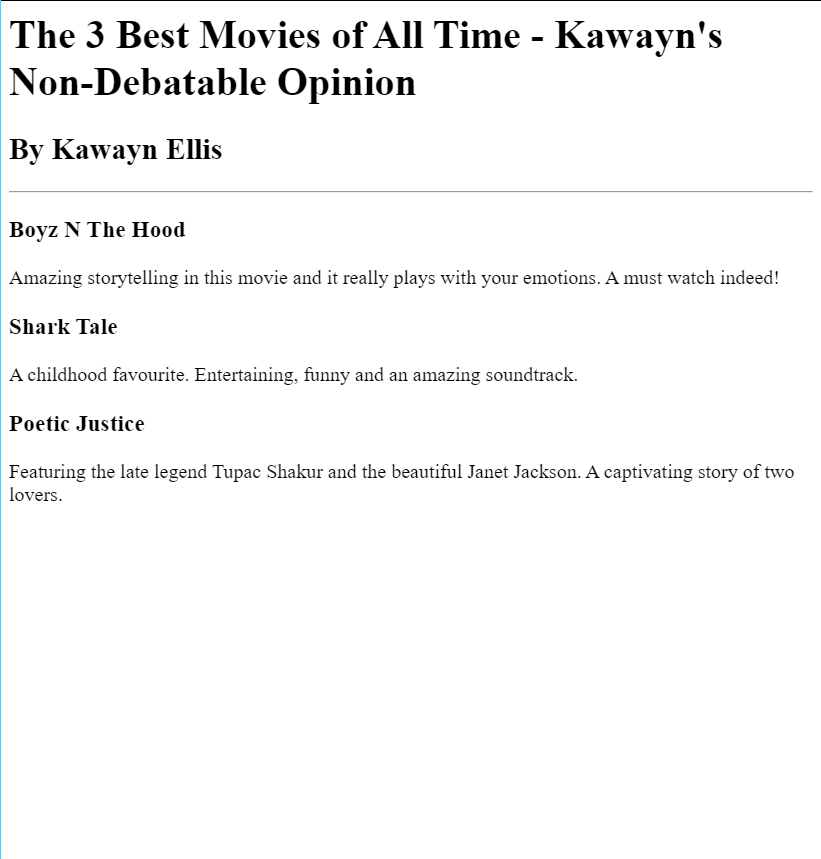 The 3 Best Movies of All Time - Kawayn's
Non-Debatable Opinion
By Kawayn Ellis
Boyz N The Hood
Amazing storytelling in this movie and it really plays with your emotions. A must watch indeed!
Shark Tale
A childhood favourite. Entertaining, funny and an amazing soundtrack.
Poetic Justice
Featuring the late legend Tupac Shakur and the beautiful Janet Jackson. A captivating story of two
lovers.